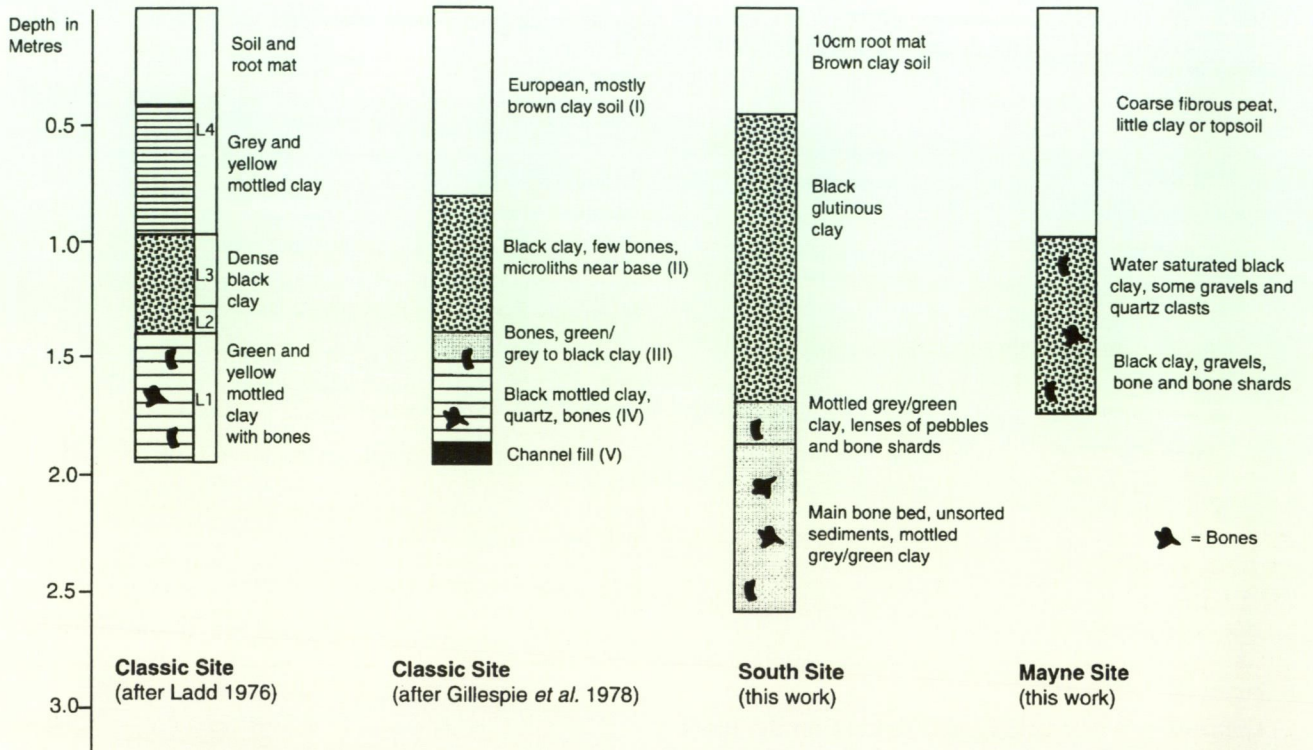 Depth in
Metres
0.5
1.0
1.5
2.0
2.5
3.0
Soil and
root mat
L4
Grey and
yellow
mottled clay
L3
Dense
black
clay
L2
Green and
yellow
mottled
clay
with bones
L1
Classic Site
(after Ladd 1976)
European, mostly
brown clay soil (I)
Black clay, few bones,
microliths near base (II)
Bones, green/
grey to black clay (III)
Black mottled clay,
quartz, bones (IV)
Channel fill (V)
Classic Site
(after Gillespie et al. 1978)
10cm root mat
Brown clay soil
Black
glutinous
clay
Mottled grey/green
clay, lenses of pebbles
and bone shards
Main bone bed, unsorted
sediments, mottled
grey/green clay
South Site
(this work)
Coarse fibrous peat,
little clay or topsoil
Water saturated black
clay, some gravels and
quartz clasts
Black clay, gravels,
bone and bone shards
= Bones
Mayne Site
(this work)